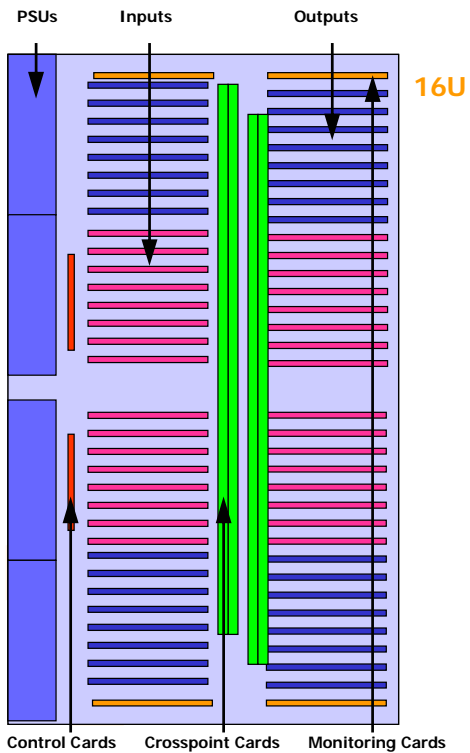 PSUs Inputs Outputs
16U
Control Cards Crosspoint Cards Monitoring Cards